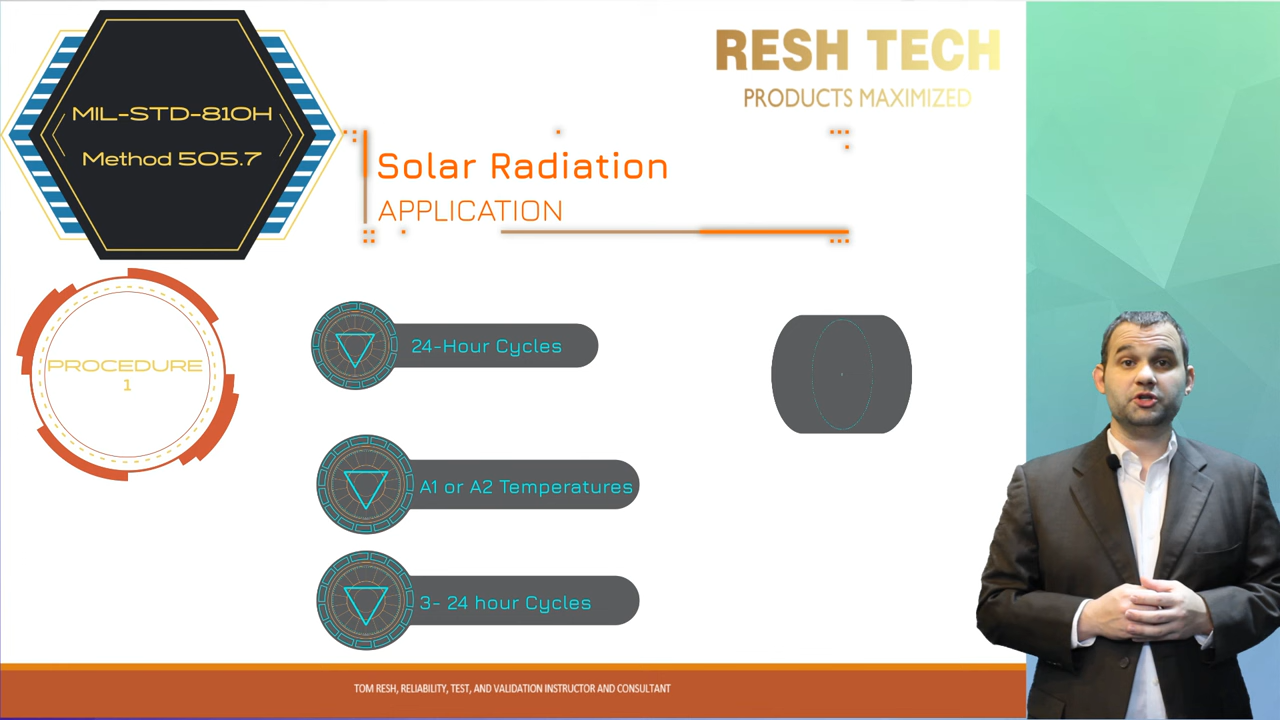 MIL-STD-810H
Method 505.7
RESH TECH
PRODUCTS MAXIMIZED
Solar Radiation
APPLICATION
PROCEDURE
1
24-Hour Cycles
A1 or A2 Temperatures
3- 24 hour Cycles
TOM RESH, RELIABILITY, TEST, AND VALIDATION INSTRUCTOR AND CONSULTANT